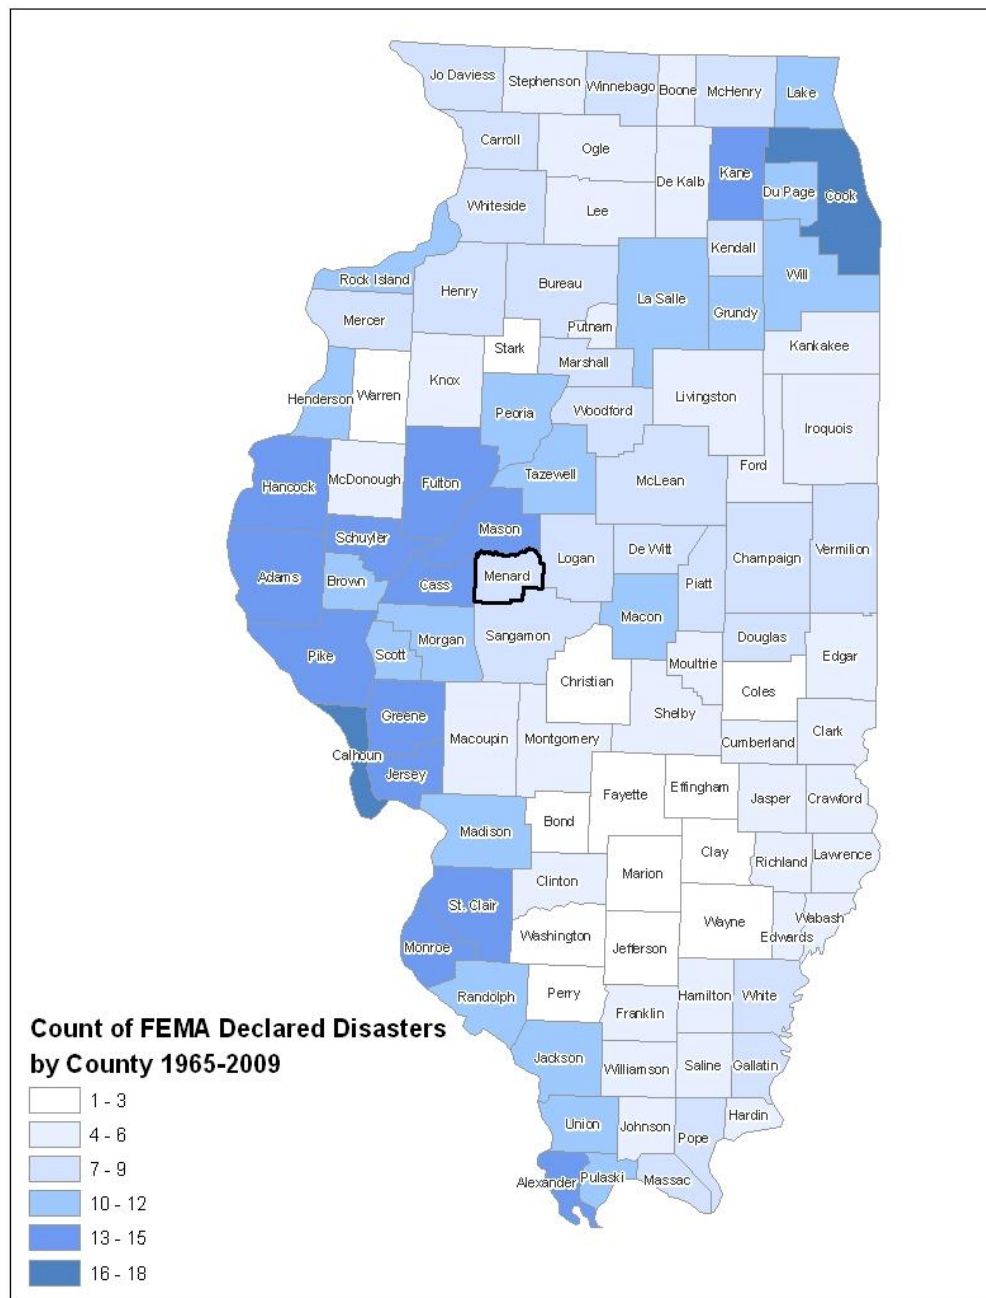 Jo Daviess
Stephenson
Winnebago
Boone
McHenry
Lake
Carroll
Ogle
De Kalb
Kane
Du Page
Cook
Whiteside
Lee
Kendall
Will
Rock Island
Henry
Bureau
La Salle
Grundy
Mercer
Putnam
Kankakee
Stark
Marshall
Henderson
Warren
Knox
Peoria
Woodford
Livingston
Iroquois
Hancock
McDonough
Fulton
Tazewell
McLean
Ford
Schuyler
Mason
Adams
Brown
Cass
Menard
Logan
De Witt
Piatt
Champaign
Vermilion
Pike
Scott
Morgan
Sangamon
Macon
Moultrie
Douglas
Edgar
Christian
Coles
Greene
Macoupin
Montgomery
Shelby
Cumberland
Clark
Calhoun
Jersey
Fayette
Effingham
Jasper
Crawford
Madison
Bond
Clay
Richland
Lawrence
Clinton
Marion
St. Clair
Wayne
Wabash
Edwards
Monroe
Washington
Jefferson
Randolph
Perry
Hamilton
White
Franklin
Jackson
Williamson
Saline
Gallatin
Union
Johnson
Pope
Hardin
Alexander
Pulaski
Massac
Count of FEMA Declared Disasters
by County 1965-2009
1 - 3
4 - 6
7 - 9
10 - 12
13 - 15
16 - 18